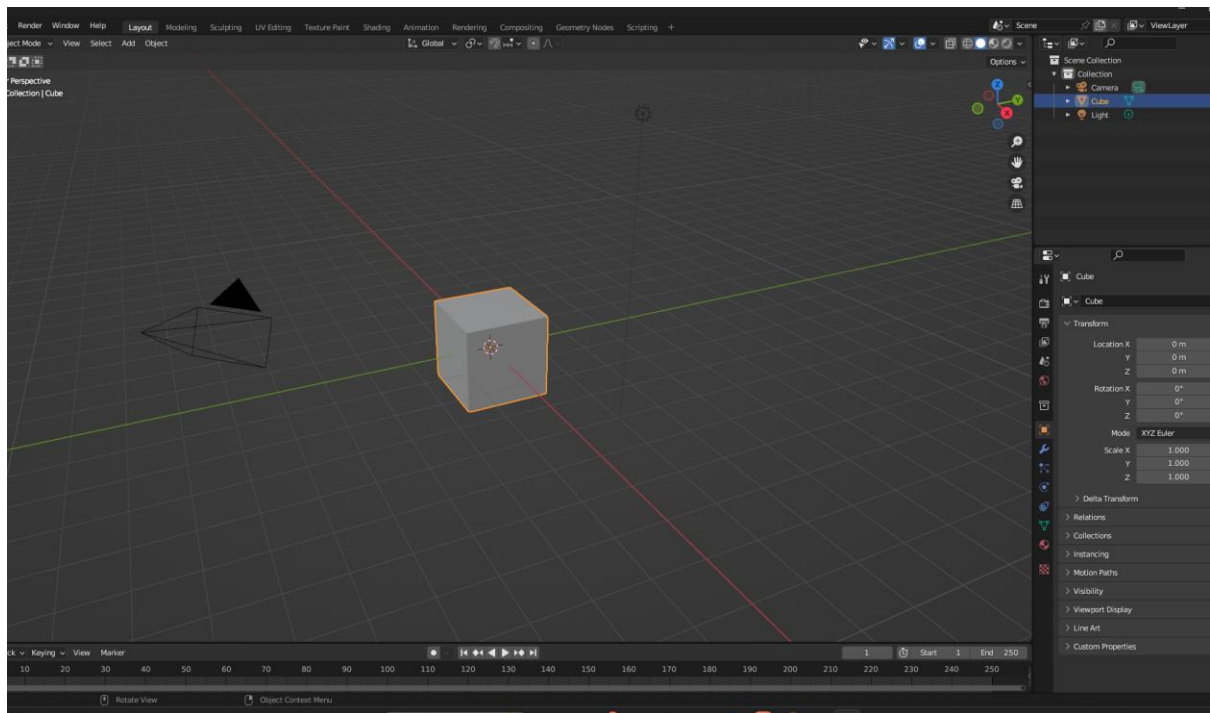 Render Window Help Layout Modeling Sculpting UV Editing Texture Paint Shading Animation Rendering Compositing Geometry Nodes Scripting + Scene ViewLayer
ject Mode View Select Add Object Global
Options
Perspective
Collection | Cube
Z
Y
X
Scene Collection
Collection
Camera
Cube
Light
Cube
Cube
Transform
Location X 0 m
Y 0 m
Z 0 m
Rotation X 0°
Y 0°
Z 0°
Mode XYZ Euler
Scale X 1.000
Y 1.000
Z 1.000
Delta Transform
Relations
Collections
Instancing
Motion Paths
Visibility
Viewport Display
Line Art
Custom Properties
ck Keying View Marker 1 Start 1 End 250
10 20 30 40 50 60 70 80 90 100 110 120 130 140 150 160 170 180 190 200 210 220 230 240 250
Rotate View Object Context Menu